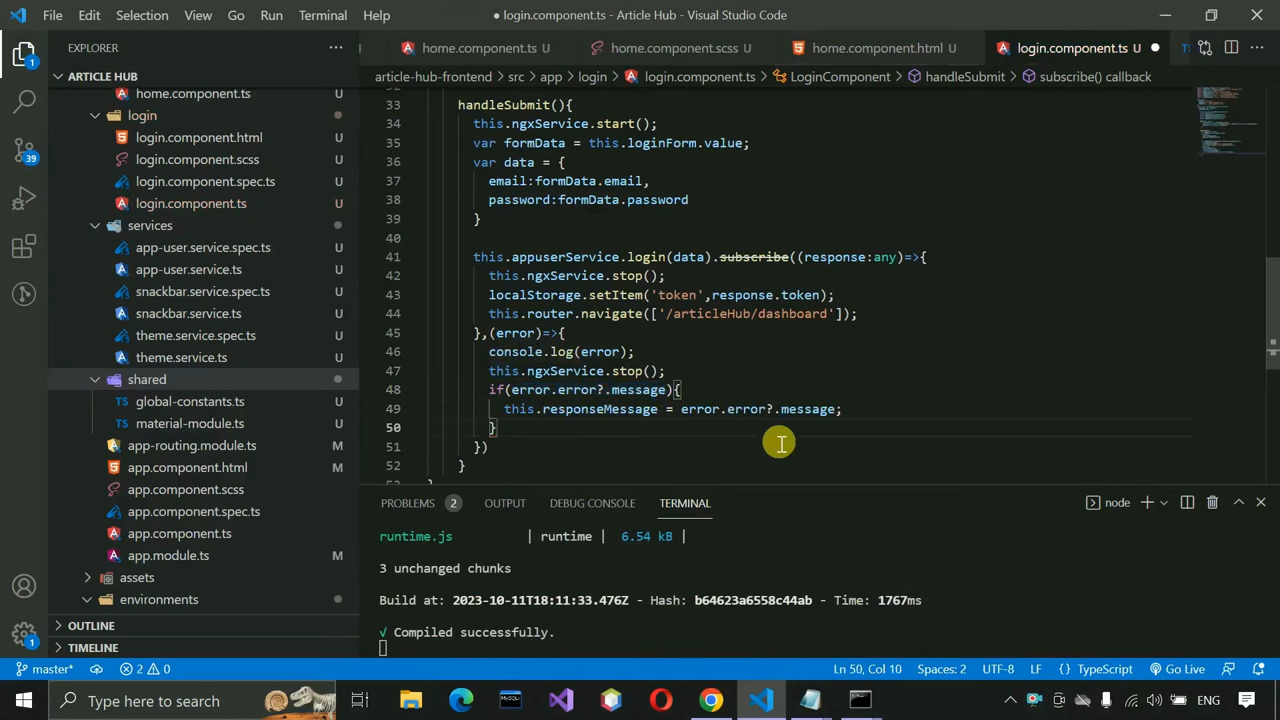 File Edit Selection View Go Run Terminal Help
● login.component.ts - Article Hub - Visual Studio Code
EXPLORER
ARTICLE HUB
home.component.ts U
login
login.component.html U
login.component.scss U
login.component.spec.ts U
login.component.ts U
services
app-user.service.spec.ts U
app-user.service.ts U
snackbar.service.spec.ts U
snackbar.service.ts U
theme.service.spec.ts U
theme.service.ts U
shared
global-constants.ts U
material-module.ts U
app-routing.module.ts M
app.component.html M
app.component.scss
app.component.spec.ts
app.component.ts
app.module.ts M
assets
environments
OUTLINE
TIMELINE
1
39
1
home.component.ts U home.component.scss U home.component.html U login.component.ts U TS
article-hub-frontend > src > app > login > login.component.ts > LoginComponent > handleSubmit > subscribe() callback
33 handleSubmit(){
34 this.ngxService.start();
35 var formData = this.loginForm.value;
36 var data = {
37 email:formData.email,
38 password:formData.password
39 }
40
41 this.appuserService.login(data).subscribe((response:any)=>{
42 this.ngxService.stop();
43 localStorage.setItem('token',response.token);
44 this.router.navigate(['/articleHub/dashboard']);
45 },(error)=>{
46 console.log(error);
47 this.ngxService.stop();
48 if(error.error?.message){
49 this.responseMessage = error.error?.message;
50 }
51 })
52 }
PROBLEMS 2 OUTPUT DEBUG CONSOLE TERMINAL node
runtime.js | runtime | 6.54 kB |
3 unchanged chunks
Build at: 2023-10-11T18:11:33.476Z - Hash: b64623a6558c44ab - Time: 1767ms
√ Compiled successfully.
master* 2 0 Ln 50, Col 10 Spaces: 2 UTF-8 LF {} TypeScript Go Live
Type here to search
MySQL
ENG